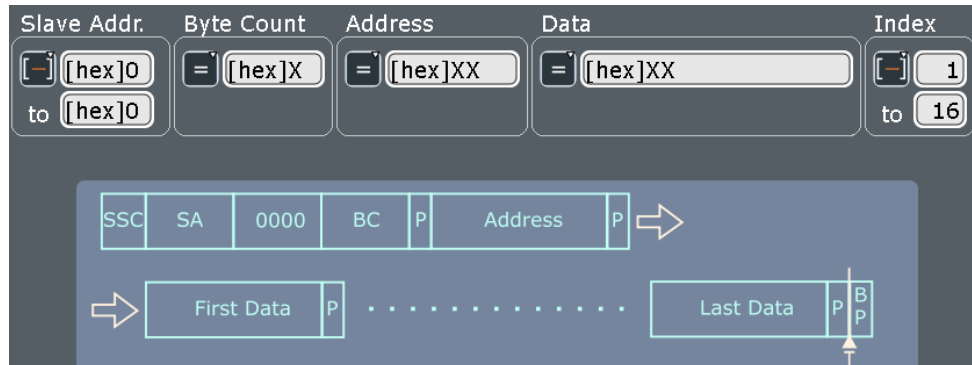 Slave Addr. Byte Count Address Data Index
[–] [hex]0 = [hex]X = [hex]XX = [hex]XX [–] 1
to [hex]0 to 16
SSC SA 0000 BC P Address P
First Data P . . . . . . . . . . . . . Last Data P BP